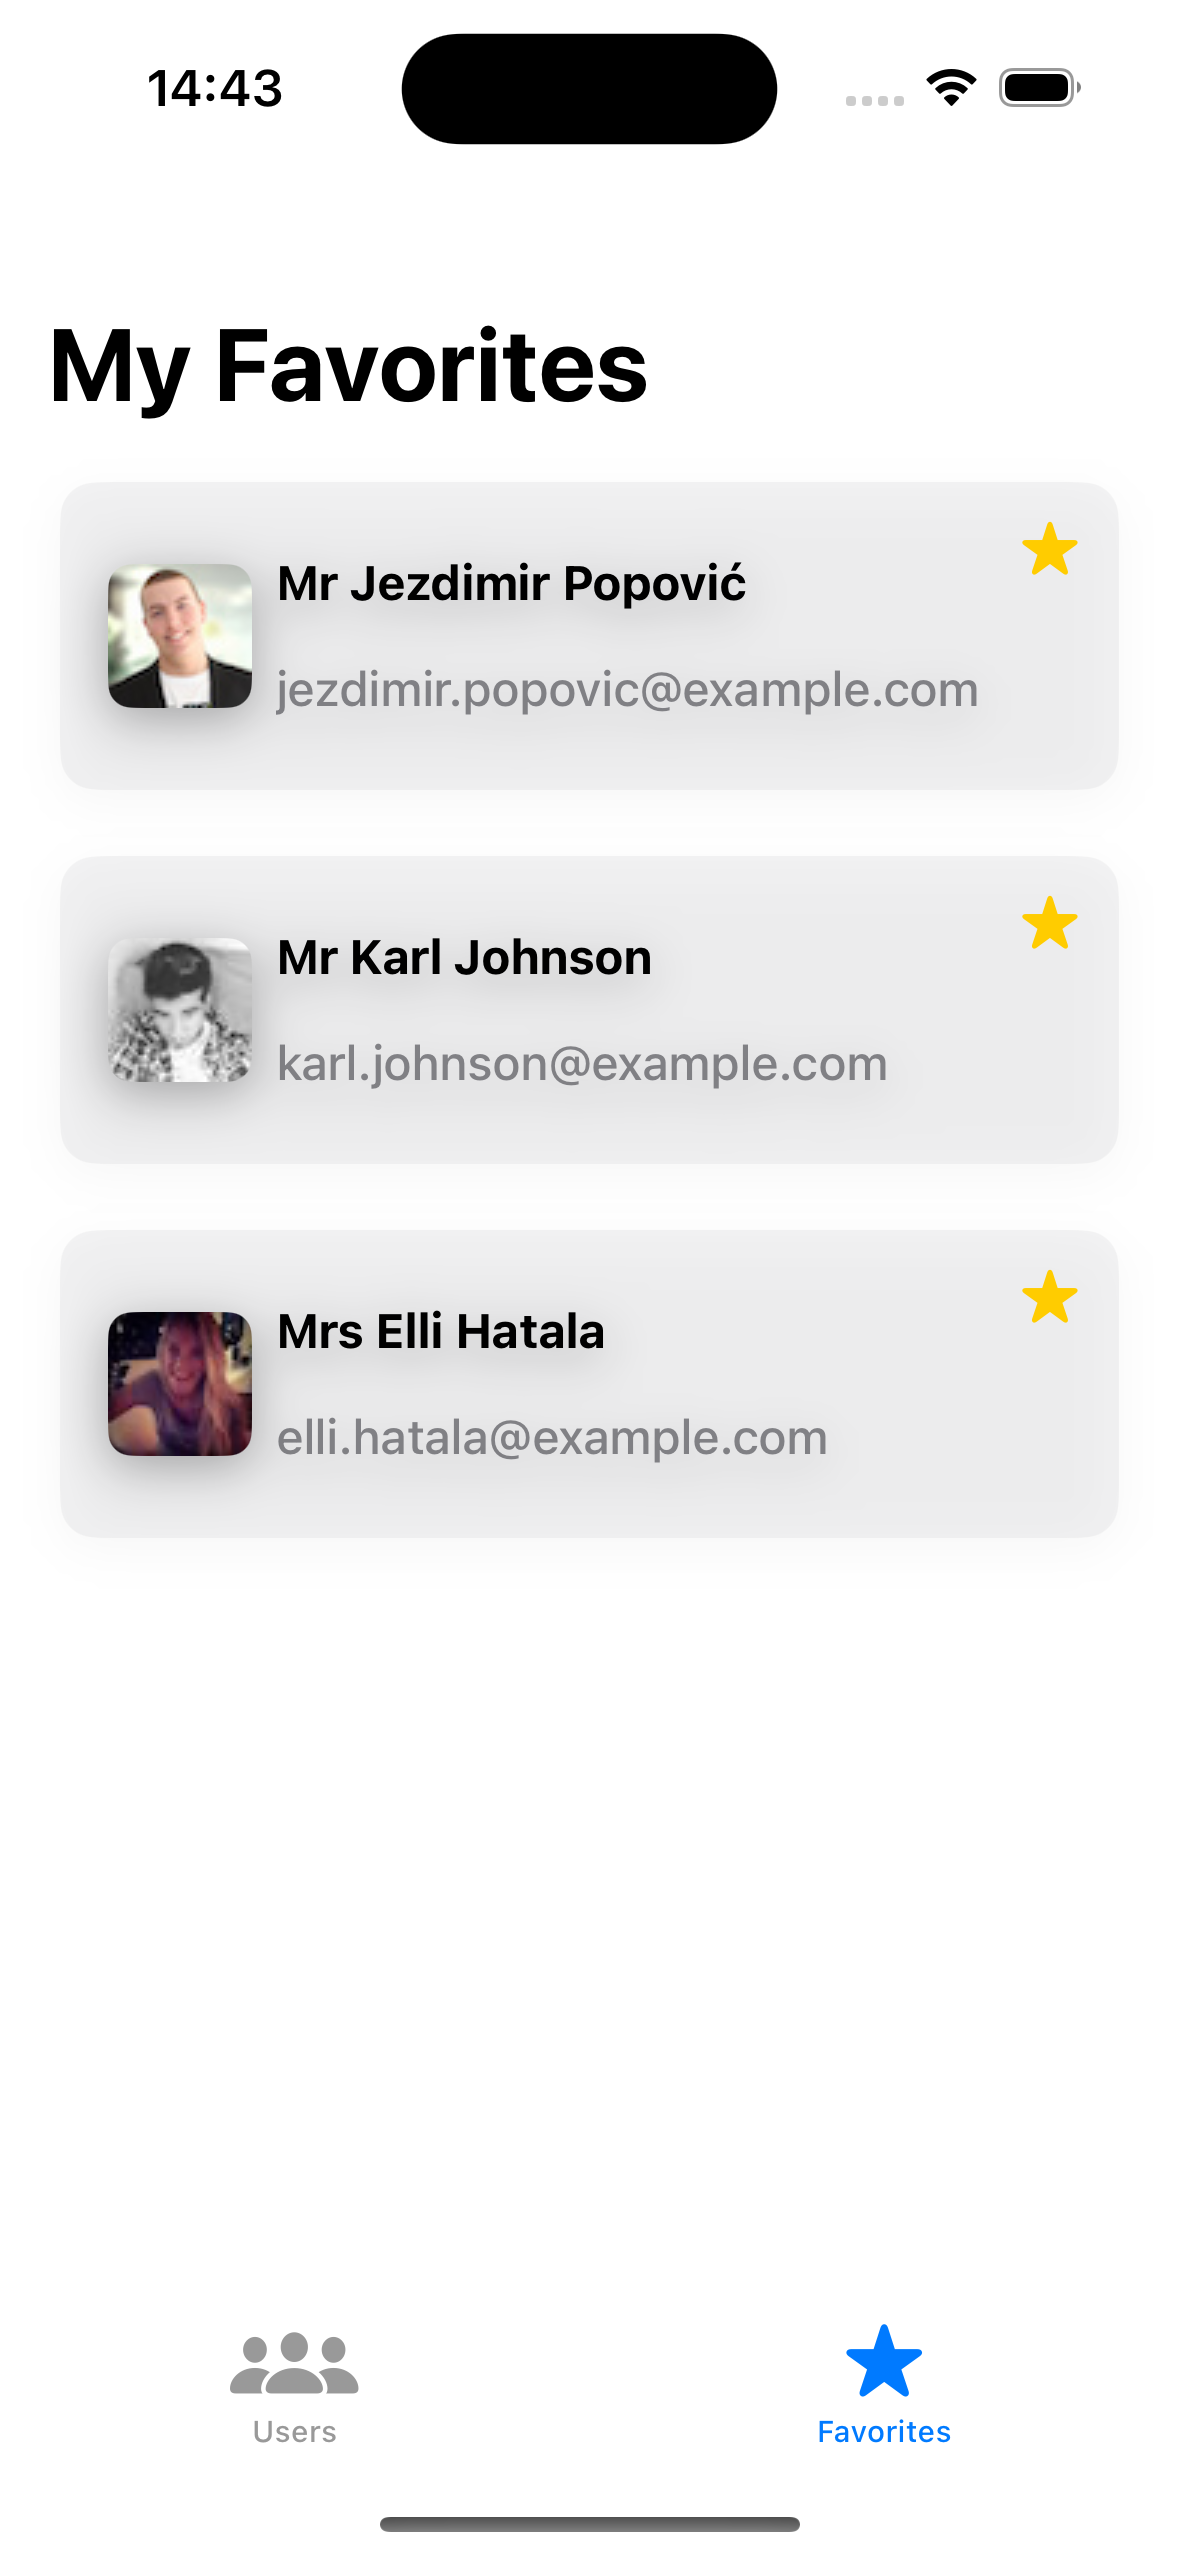 14:43
My Favorites
Mr Jezdimir Popović
jezdimir.popovic@example.com
Mr Karl Johnson
karl.johnson@example.com
Mrs Elli Hatala
elli.hatala@example.com
Users
Favorites